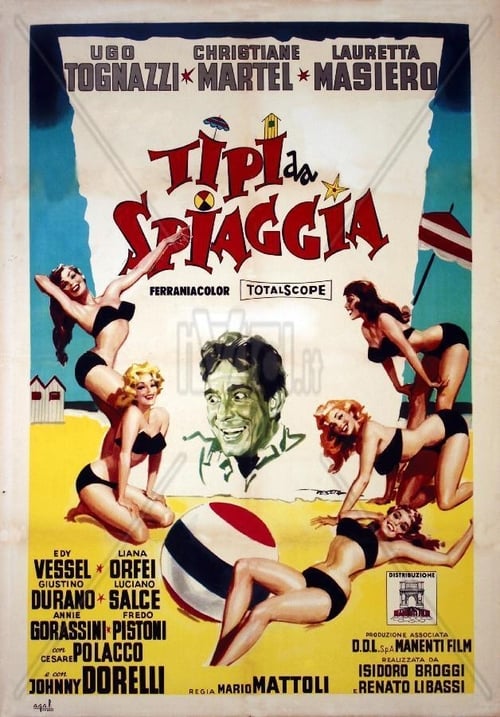 UGO CHRISTIANE LAURETTA
TOGNAZZI * MARTEL * MASIERO
TIPI da
SPIAGGIA
FERRANIACOLOR TOTALSCOPE
EDY LIANA
VESSEL * ORFEI
GIUSTINO LUCIANO
DURANO * SALCE
ANNIE FREDO
GORASSINI * PISTONI
con
CESARE POLACCO
e con
JOHNNY DORELLI
REGIA MARIO MATTOLI
DISTRIBUZIONE
MANENTI FILM
PRODUZIONE ASSOCIATA
D.D.L. S.p.A MANENTI FILM
REALIZZATA DA
ISIDORO BROGGI
E RENATO LIBASSI